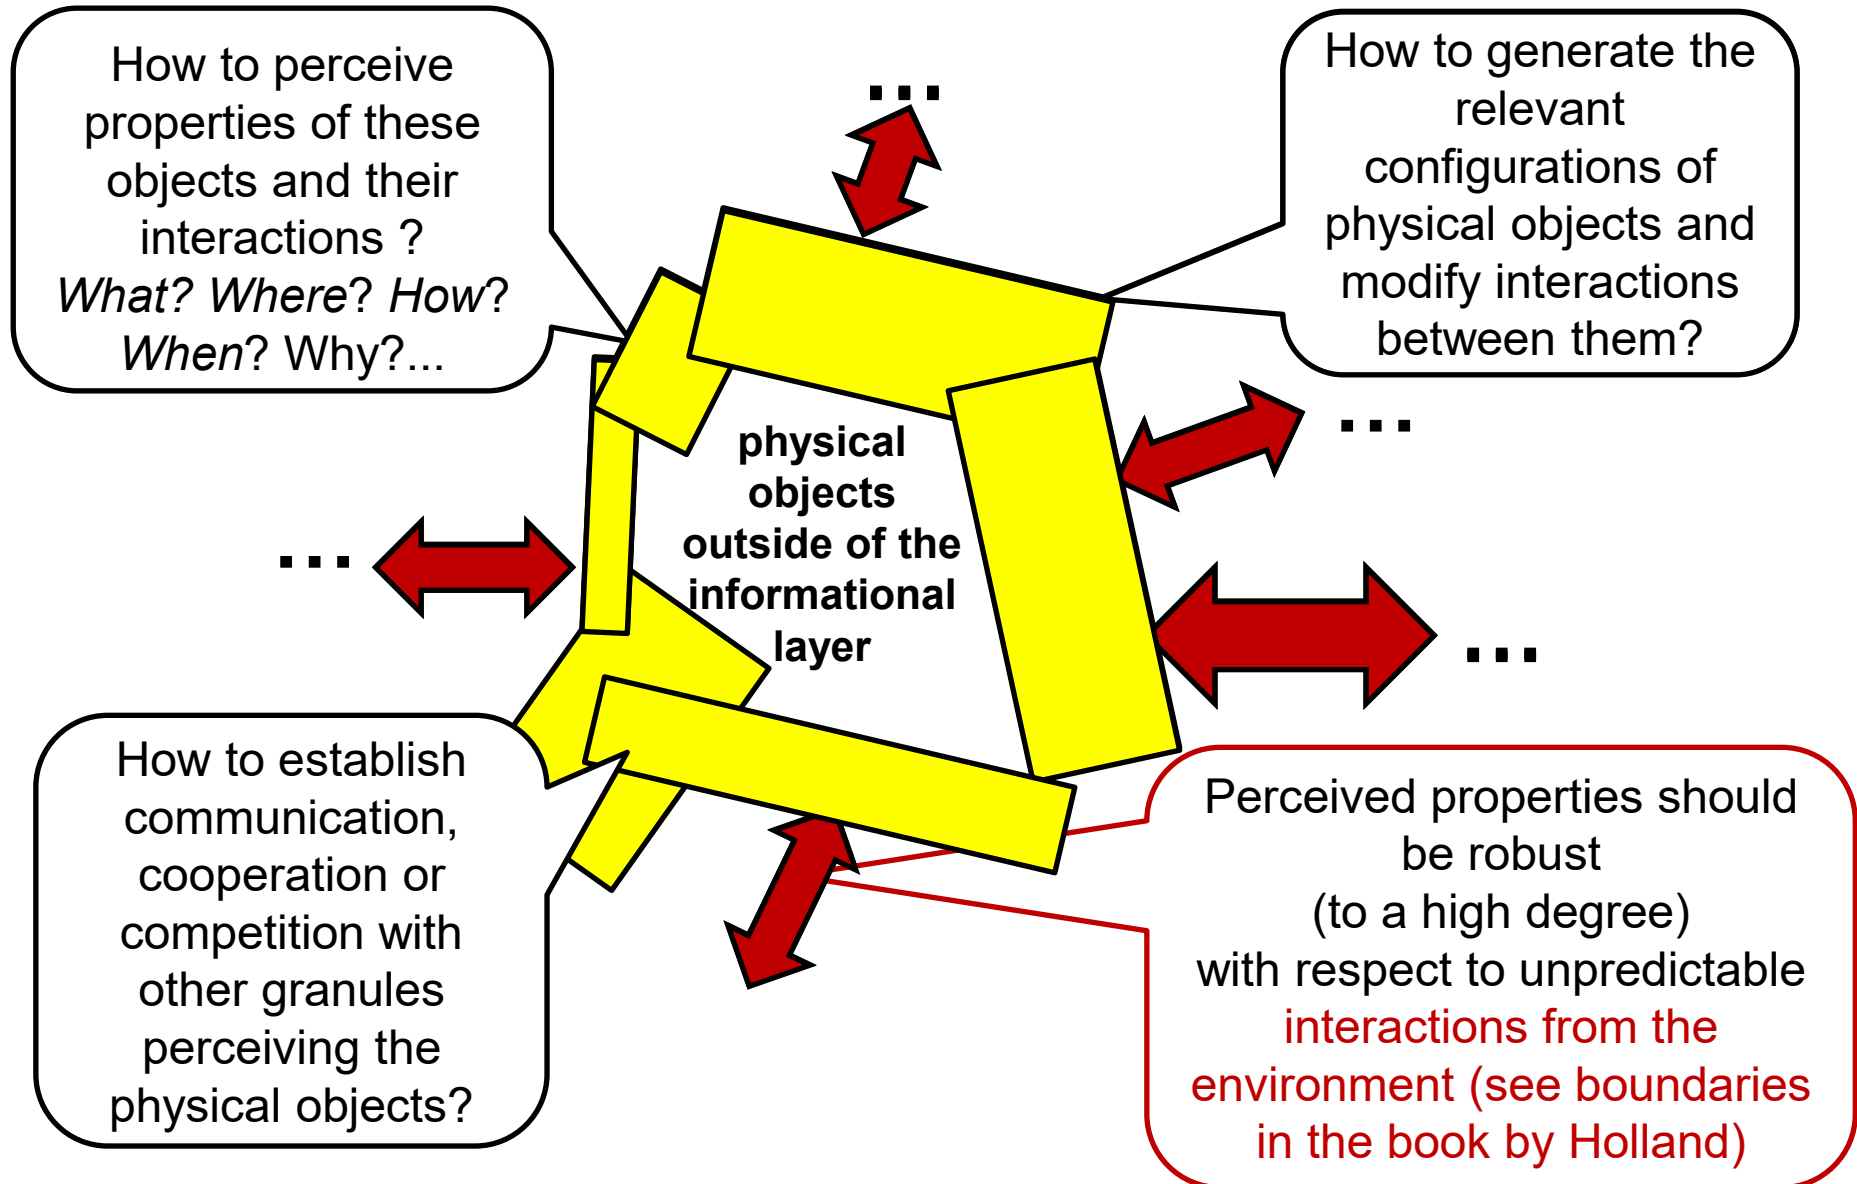 How to perceive
properties of these
objects and their
interactions ?
What? Where? How?
When? Why?...
...
How to generate the
relevant
configurations of
physical objects and
modify interactions
between them?
physical
objects
outside of the
informational
layer
...
...
...
How to establish
communication,
cooperation or
competition with
other granules
perceiving the
physical objects?
Perceived properties should
be robust
(to a high degree)
with respect to unpredictable
interactions from the
environment (see boundaries
in the book by Holland)